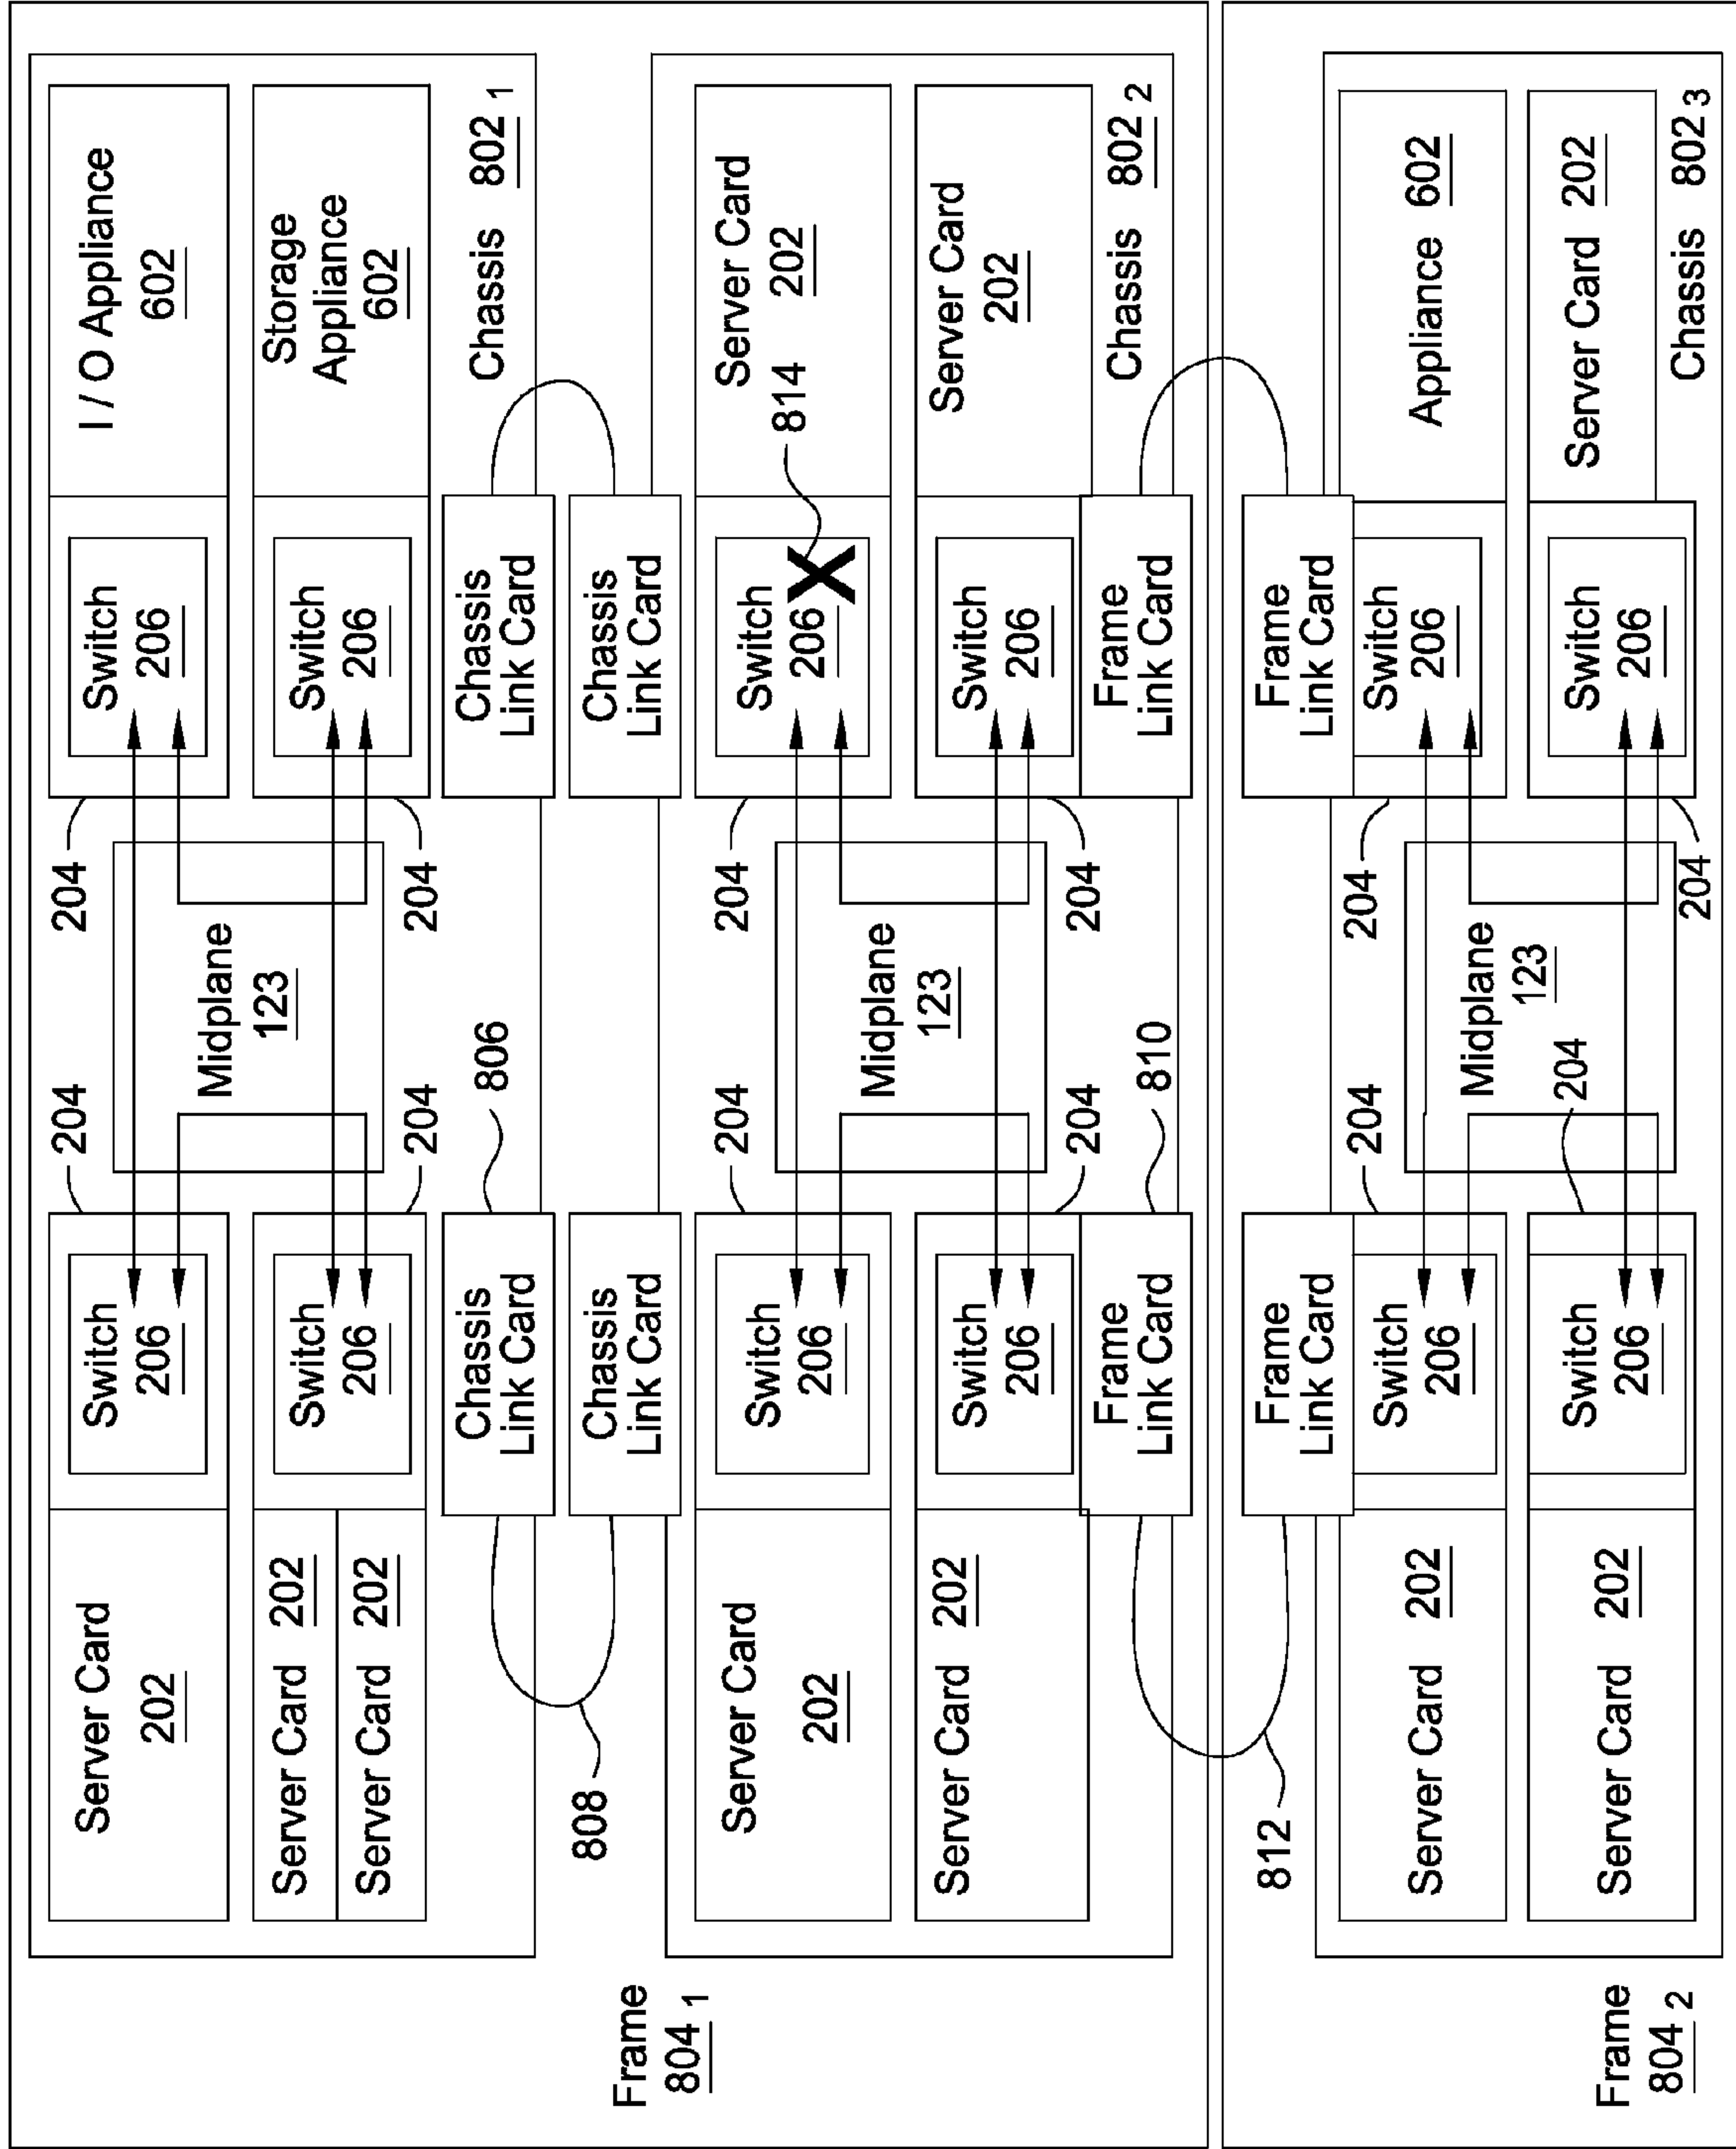 Frame
804 1
Server Card
202
Switch
206
204
204
Switch
206
I / O Appliance
602
Midplane
123
Server Card 202
Server Card 202
Switch
206
204
204
Switch
206
Storage
Appliance
602
Chassis
Link Card
806
Chassis
Link Card
Chassis 802 1
808
Chassis
Link Card
Chassis
Link Card
Server Card
202
Switch
206
204
204
Switch
206
814
Server Card
202
Midplane
123
Server Card 202
Switch
206
204
204
Switch
206
Server Card
202
Frame
Link Card
810
Frame
Link Card
Chassis 802 2
812
Frame
804 2
Frame
Link Card
Frame
Link Card
Server Card 202
Switch
206
204
204
Switch
206
Appliance 602
Midplane
123
Server Card 202
Switch
206
204
204
Switch
206
Server Card 202
Chassis 802 3